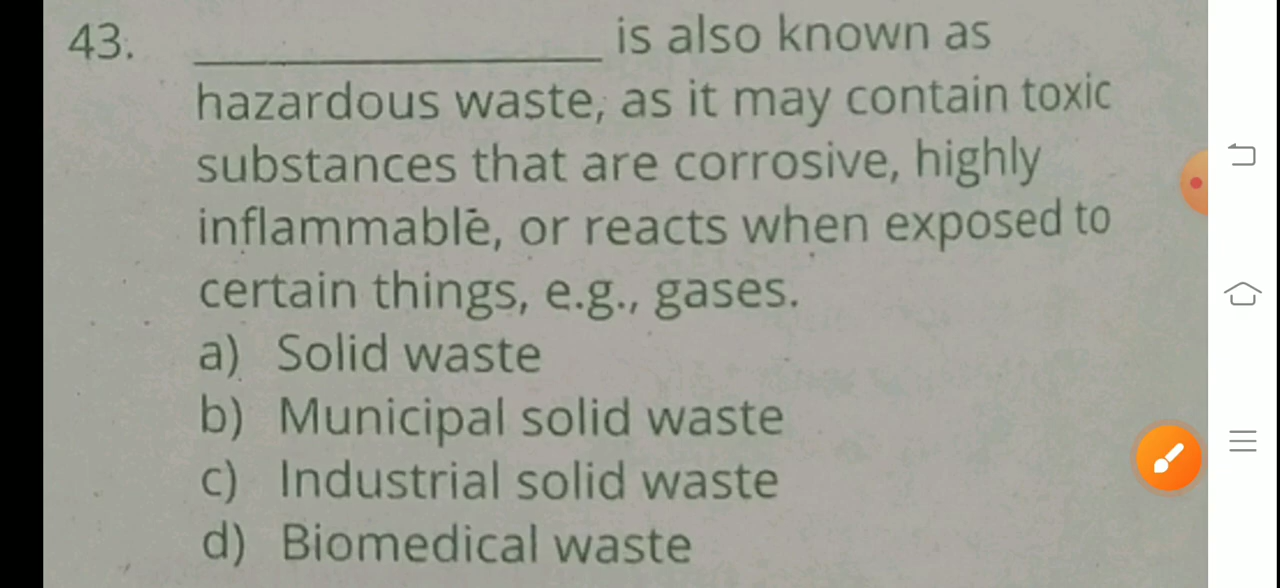 43. ____________ is also known as
hazardous waste, as it may contain toxic
substances that are corrosive, highly
inflammable, or reacts when exposed to
certain things, e.g., gases.
a) Solid waste
b) Municipal solid waste
c) Industrial solid waste
d) Biomedical waste